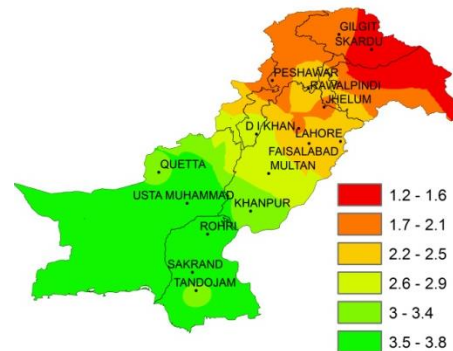 GILGIT
SKARDU
PESHAWAR
RAWALPINDI
JHELUM
D I KHAN
LAHORE
FAISALABAD
MULTAN
QUETTA
USTA MUHAMMAD
KHANPUR
ROHRI
SAKRAND
TANDOJAM
1.2 - 1.6
1.7 - 2.1
2.2 - 2.5
2.6 - 2.9
3 - 3.4
3.5 - 3.8